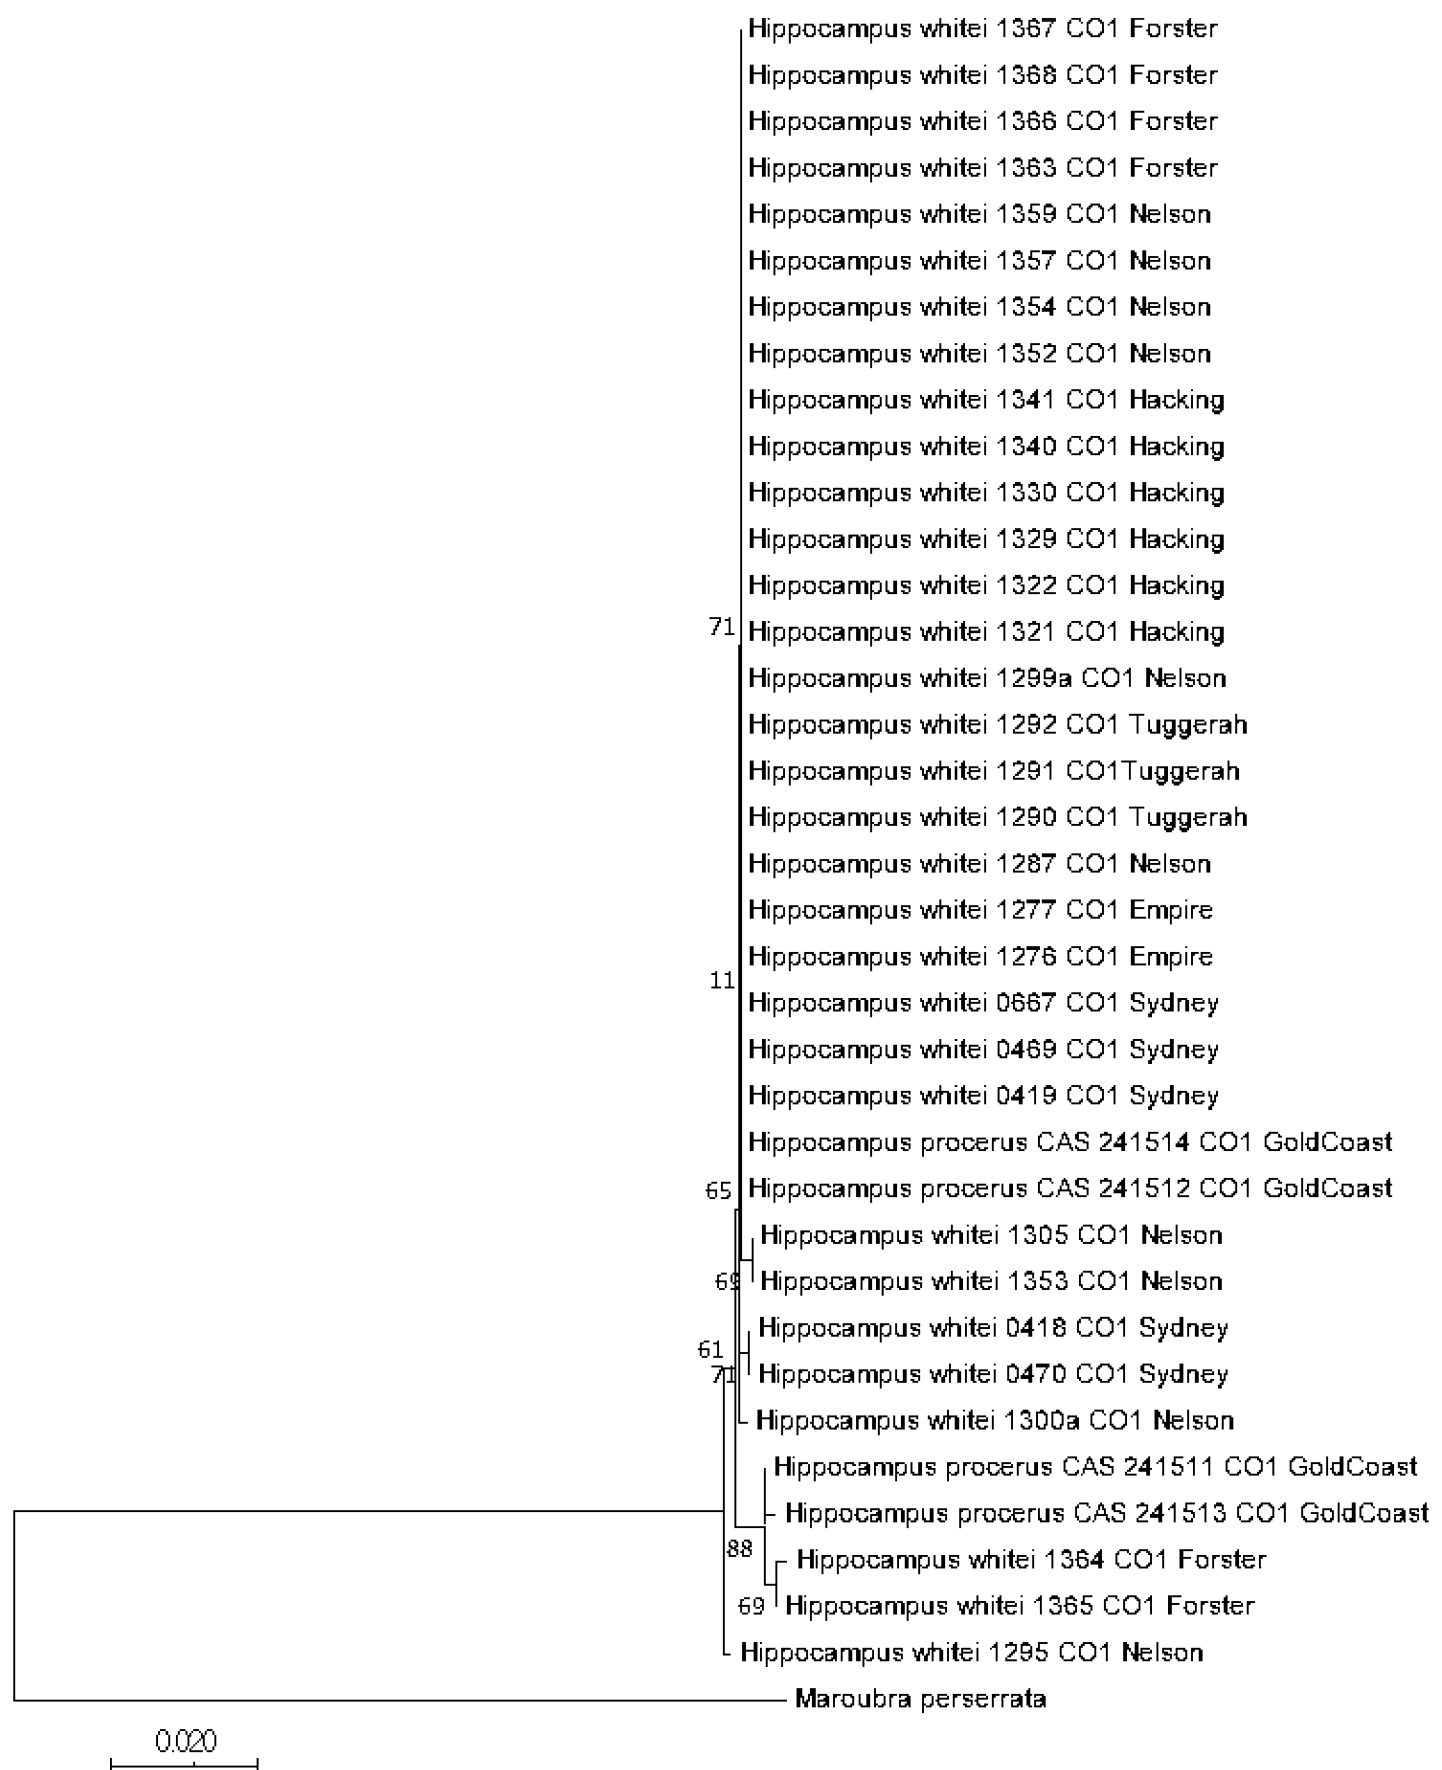 Hippocampus whitei 1367 CO1 Forster
Hippocampus whitei 1368 CO1 Forster
Hippocampus whitei 1366 CO1 Forster
Hippocampus whitei 1363 CO1 Forster
Hippocampus whitei 1359 CO1 Nelson
Hippocampus whitei 1357 CO1 Nelson
Hippocampus whitei 1354 CO1 Nelson
Hippocampus whitei 1352 CO1 Nelson
Hippocampus whitei 1341 CO1 Hacking
Hippocampus whitei 1340 CO1 Hacking
Hippocampus whitei 1330 CO1 Hacking
Hippocampus whitei 1329 CO1 Hacking
Hippocampus whitei 1322 CO1 Hacking
71
Hippocampus whitei 1321 CO1 Hacking
Hippocampus whitei 1299a CO1 Nelson
Hippocampus whitei 1292 CO1 Tuggerah
Hippocampus whitei 1291 CO1Tuggerah
Hippocampus whitei 1290 CO1 Tuggerah
Hippocampus whitei 1287 CO1 Nelson
Hippocampus whitei 1277 CO1 Empire
Hippocampus whitei 1276 CO1 Empire
11
Hippocampus whitei 0667 CO1 Sydney
Hippocampus whitei 0469 CO1 Sydney
Hippocampus whitei 0419 CO1 Sydney
Hippocampus procerus CAS 241514 CO1 GoldCoast
65
Hippocampus procerus CAS 241512 CO1 GoldCoast
Hippocampus whitei 1305 CO1 Nelson
69
Hippocampus whitei 1353 CO1 Nelson
Hippocampus whitei 0418 CO1 Sydney
61
71
Hippocampus whitei 0470 CO1 Sydney
Hippocampus whitei 1300a CO1 Nelson
Hippocampus procerus CAS 241511 CO1 GoldCoast
Hippocampus procerus CAS 241513 CO1 GoldCoast
88
Hippocampus whitei 1364 CO1 Forster
69
Hippocampus whitei 1365 CO1 Forster
Hippocampus whitei 1295 CO1 Nelson
Maroubra perserrata
0.020